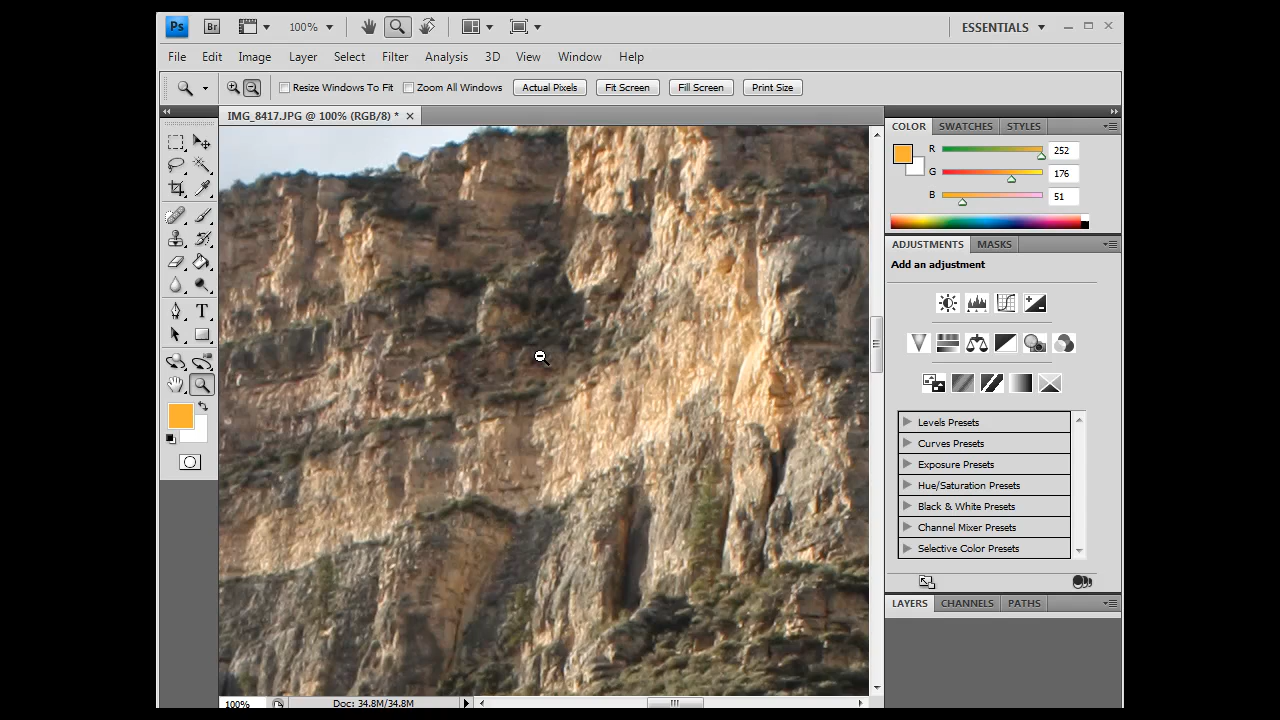 Ps Br 100% ESSENTIALS
File Edit Image Layer Select Filter Analysis 3D View Window Help
Resize Windows To Fit Zoom All Windows Actual Pixels Fit Screen Fill Screen Print Size
IMG_8417.JPG @ 100% (RGB/8) *
COLOR SWATCHES STYLES
R 252
G 176
B 51
ADJUSTMENTS MASKS
Add an adjustment
T
Levels Presets
Curves Presets
Exposure Presets
Hue/Saturation Presets
Black & White Presets
Channel Mixer Presets
Selective Color Presets
LAYERS CHANNELS PATHS
100% Doc: 34.8M/34.8M